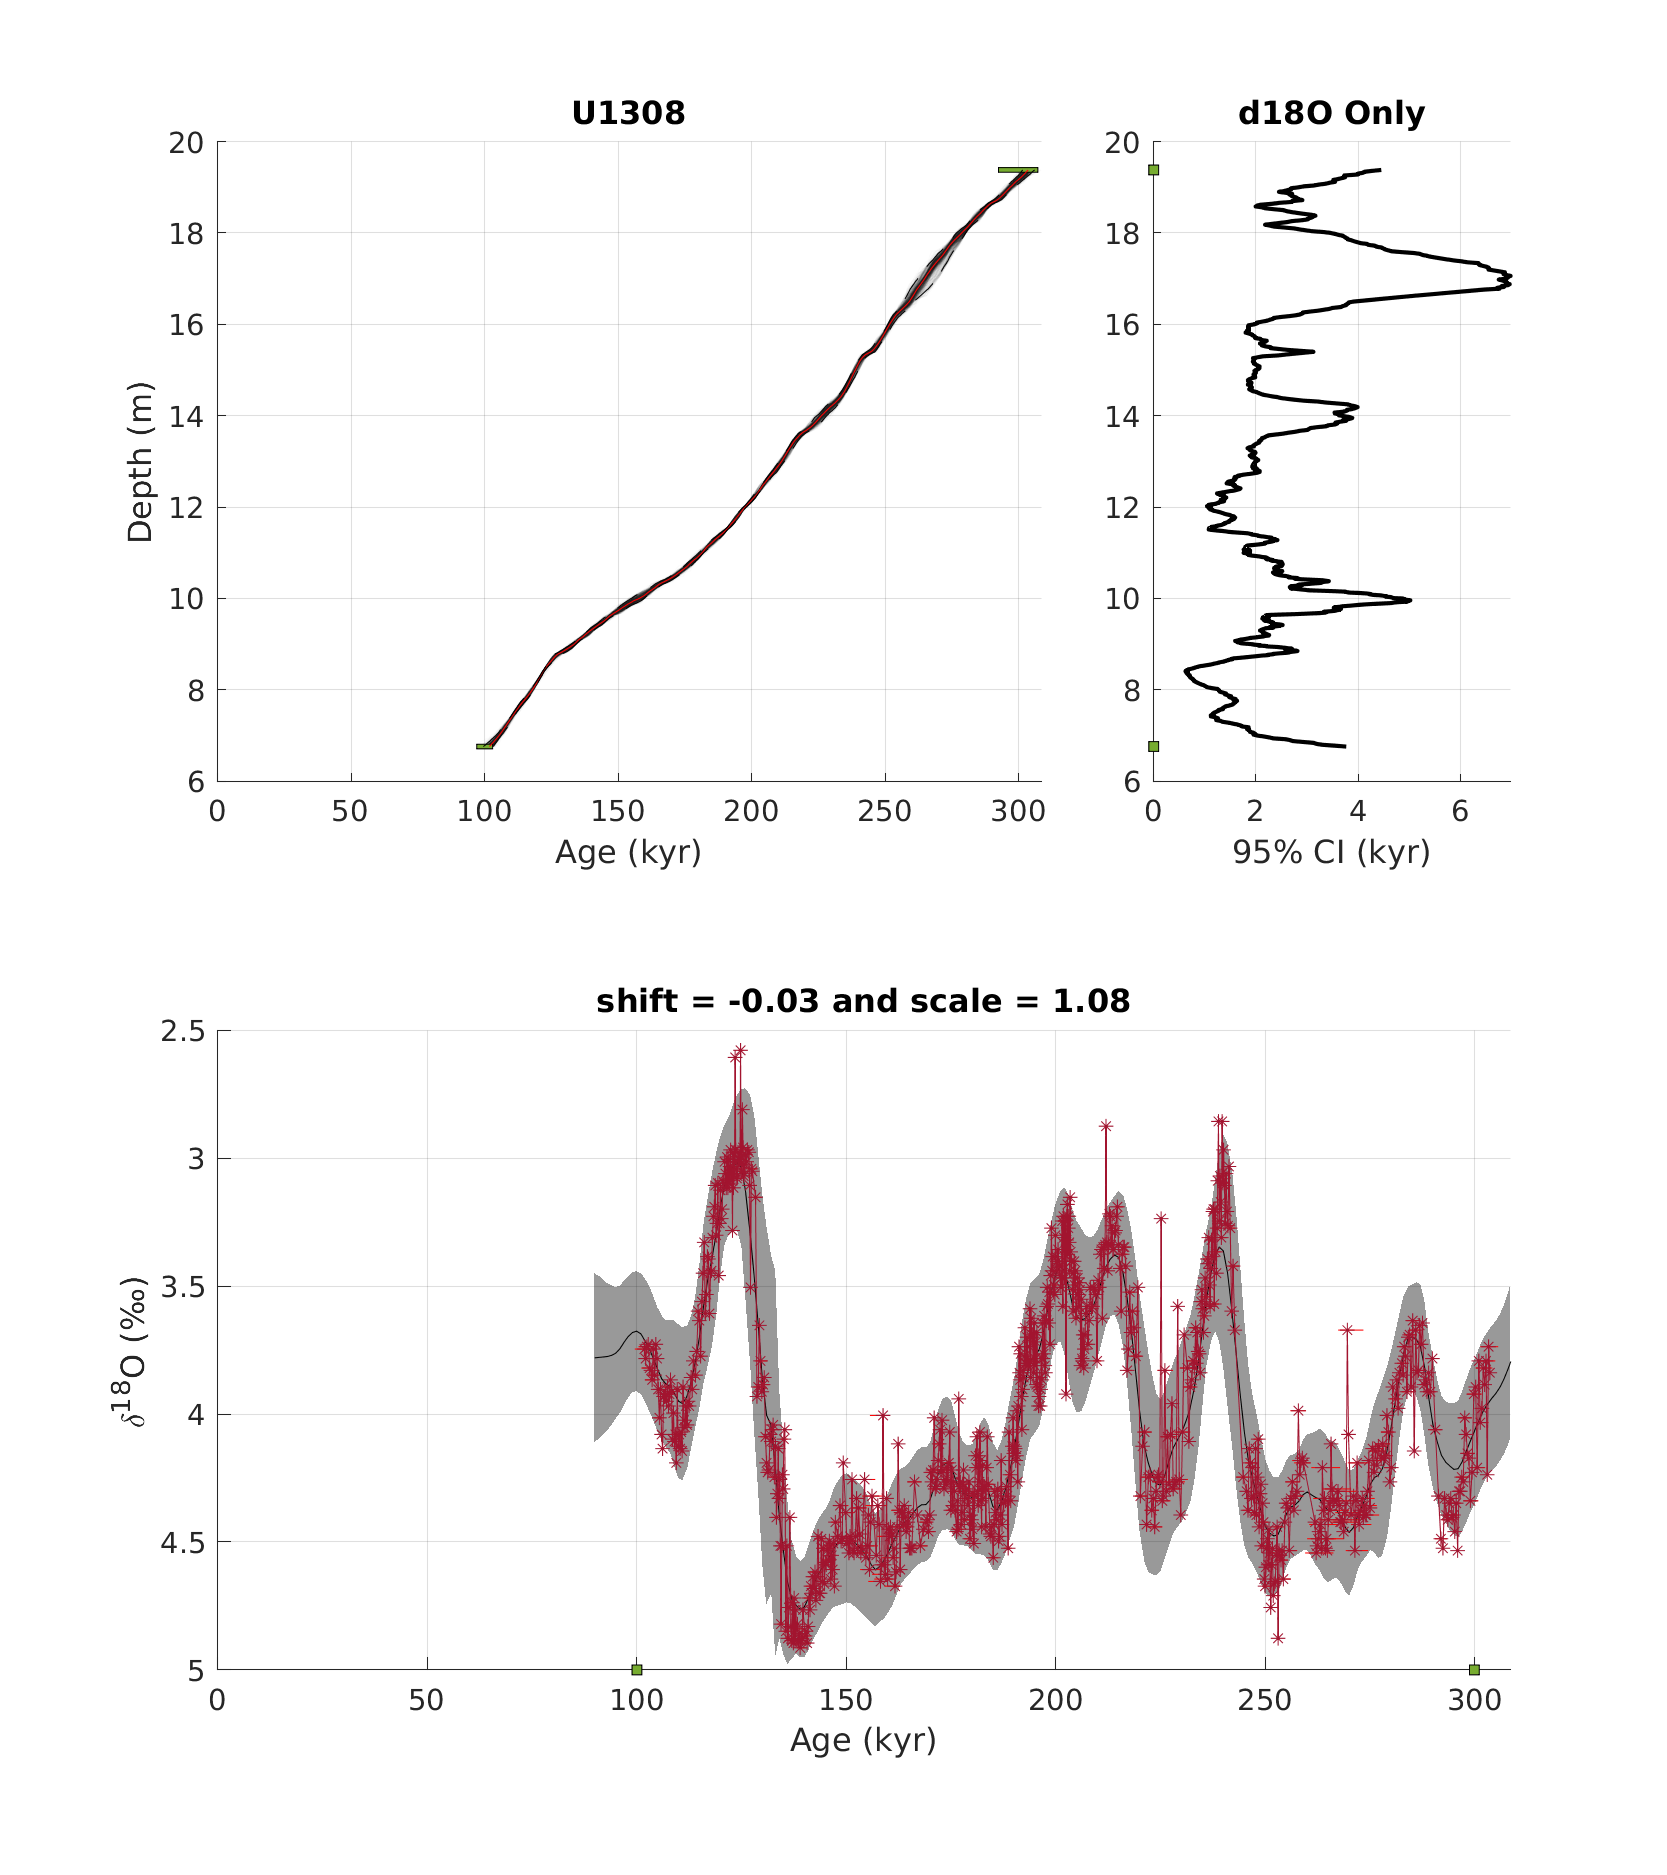 U1308
d18O Only
20
18
16
14
12
10
8
6
Depth (m)
0 50 100 150 200 250 300
Age (kyr)
20
18
16
14
12
10
8
6
0 2 4 6
95% CI (kyr)
shift = -0.03 and scale = 1.08
2.5
3
3.5
4
4.5
5
δ18O (‰)
0 50 100 150 200 250 300
Age (kyr)